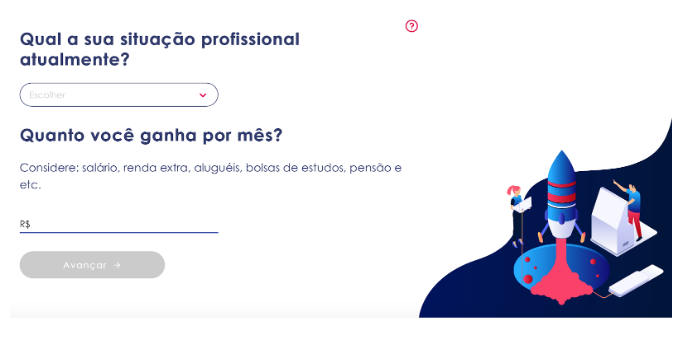 Qual a sua situação profissional
atualmente?
Escolher
Quanto você ganha por mês?
Considere: salário, renda extra, aluguéis, bolsas de estudos, pensão e
etc.
R$
Avançar →
?